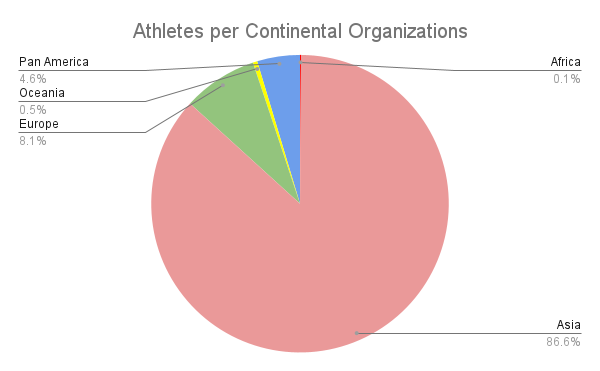 Athletes per Continental Organizations
Pan America
4.6%
Oceania
0.5%
Europe
8.1%
Africa
0.1%
Asia
86.6%